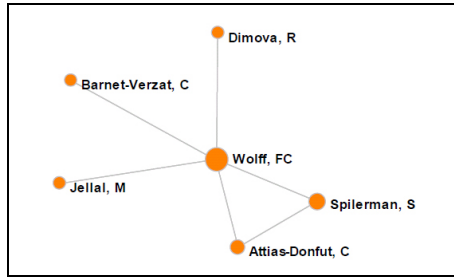 Dimova, R
Barnet-Verzat, C
Wolff, FC
Jellal, M
Spilerman, S
Attias-Donfut, C